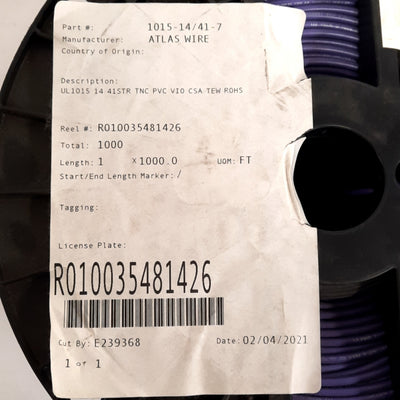 Part #: 1015-14/41-7
Manufacturer: ATLAS WIRE
Country of Origin:
Description:
UL1015 14 41STR TNC PVC VIO CSA TEW ROHS
Reel #: R010035481426
Total: 1000
Length: 1 x1000.0 UOM: FT
Start/End Length Marker: /
Tagging:
License Plate:
R010035481426
Cut By: E239368 Date: 02/04/2021
1 of 1